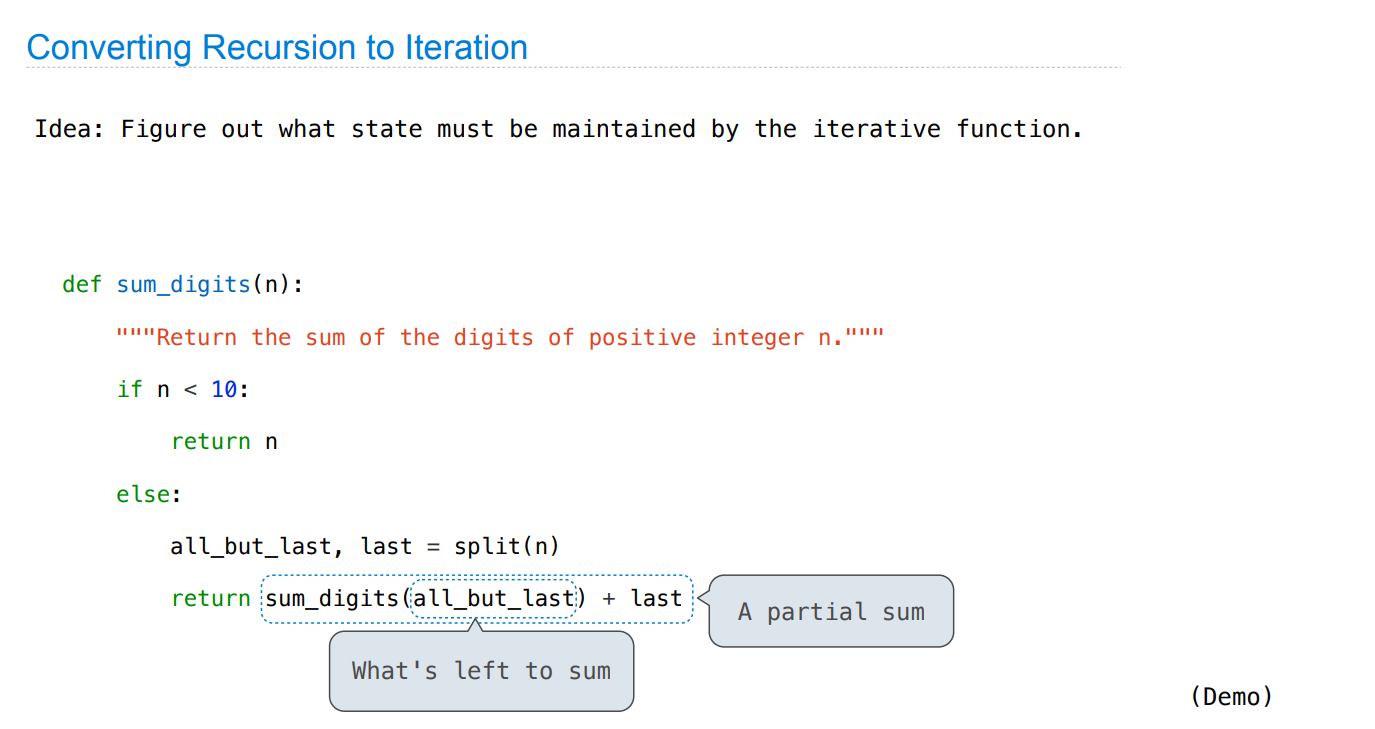 Converting Recursion to Iteration
Idea: Figure out what state must be maintained by the iterative function.
def sum_digits(n):
    """Return the sum of the digits of positive integer n."""
    if n < 10:
        return n
    else:
        all_but_last, last = split(n)
        return sum_digits(all_but_last) + last
A partial sum
What's left to sum
(Demo)